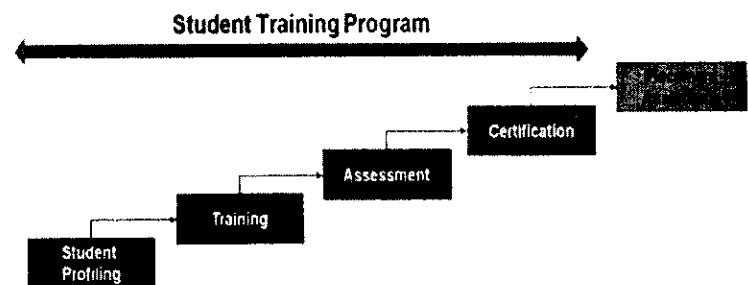 Student Training Program
Certification
Assessment
Training
Student
Profiling